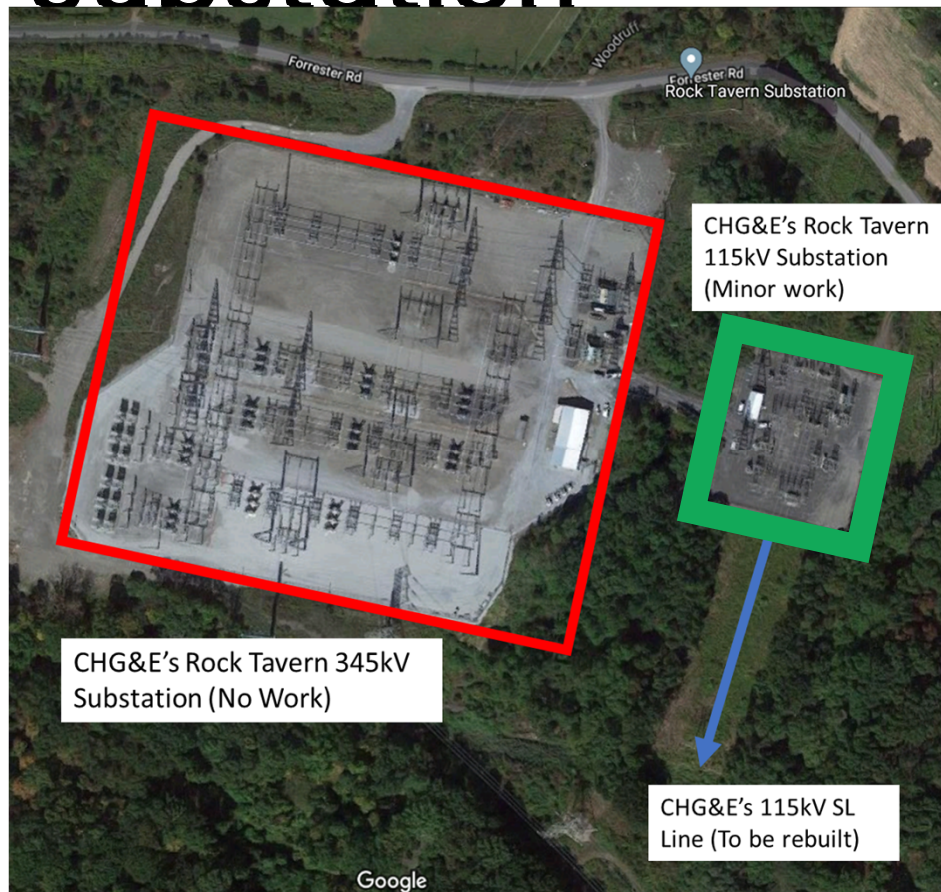 Substation
Forrester Rd
Woodruff
Forrester Rd
Rock Tavern Substation
CHG&E's Rock Tavern
115kV Substation
(Minor work)
CHG&E's Rock Tavern 345kV
Substation (No Work)
CHG&E's 115kV SL
Line (To be rebuilt)
Google